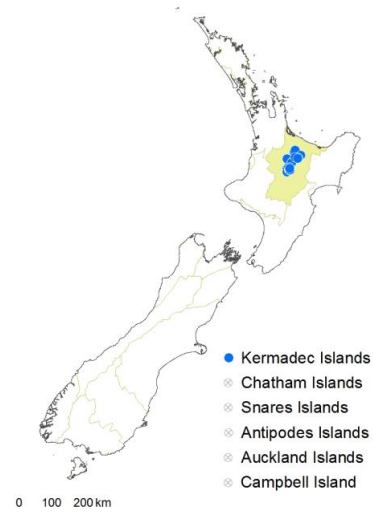 Kermadec Islands
Chatham Islands
Snares Islands
Antipodes Islands
Auckland Islands
Campbell Island
0 100 200 km